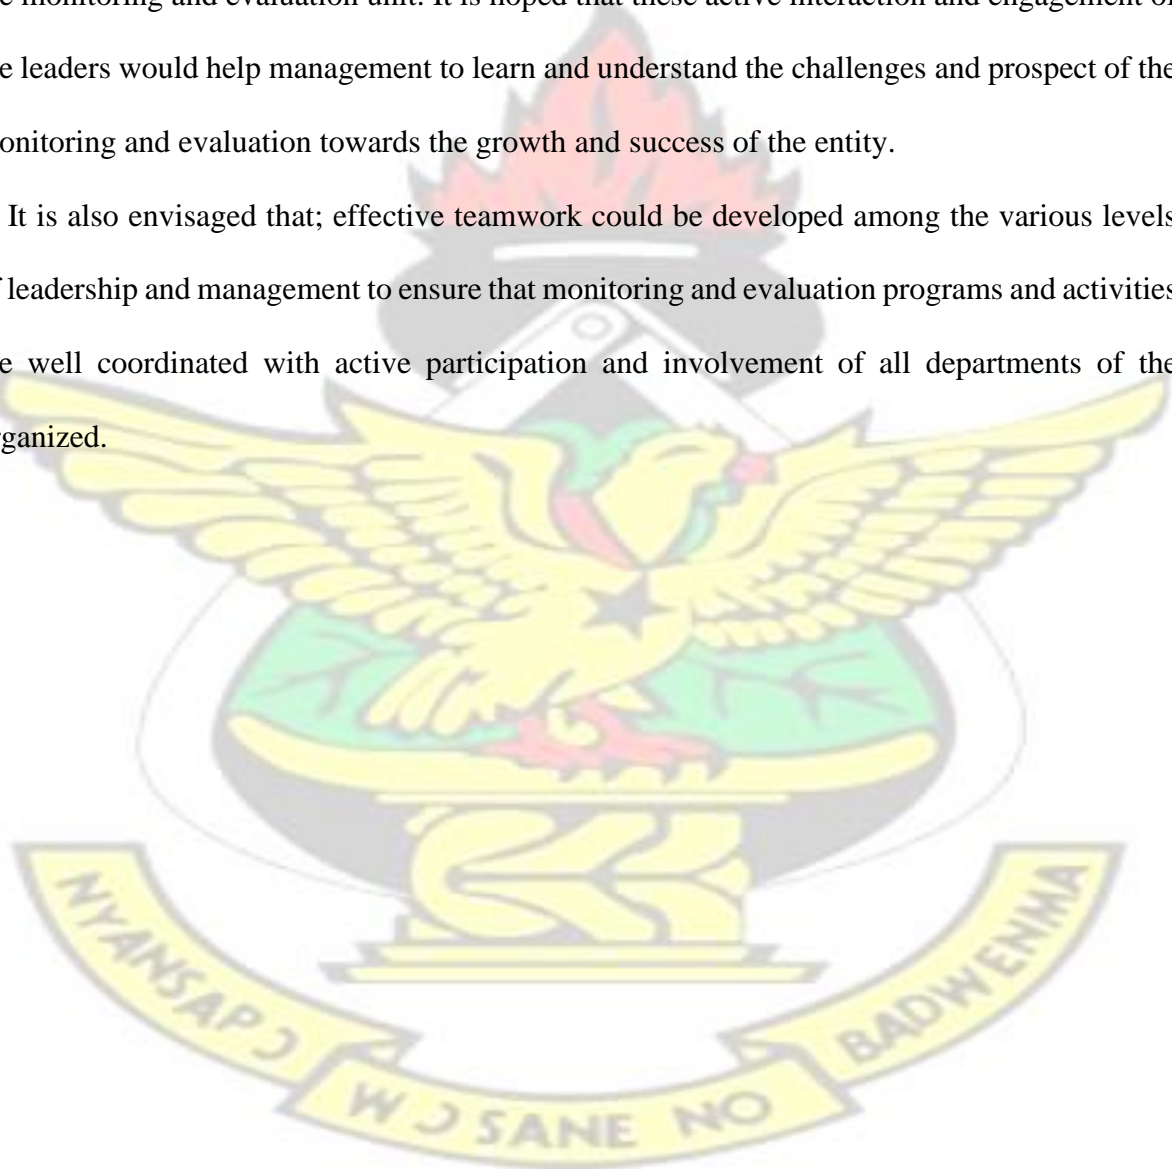 e monitoring and evaluation unit. It is hoped that these active interaction and engagement of
e leaders would help management to learn and understand the challenges and prospect of the
onitoring and evaluation towards the growth and success of the entity.
It is also envisaged that; effective teamwork could be developed among the various levels
f leadership and management to ensure that monitoring and evaluation programs and activities
e well coordinated with active participation and involvement of all departments of the
rganized.
NYANSAPƆ
WƆSANE NO
BADWENMA